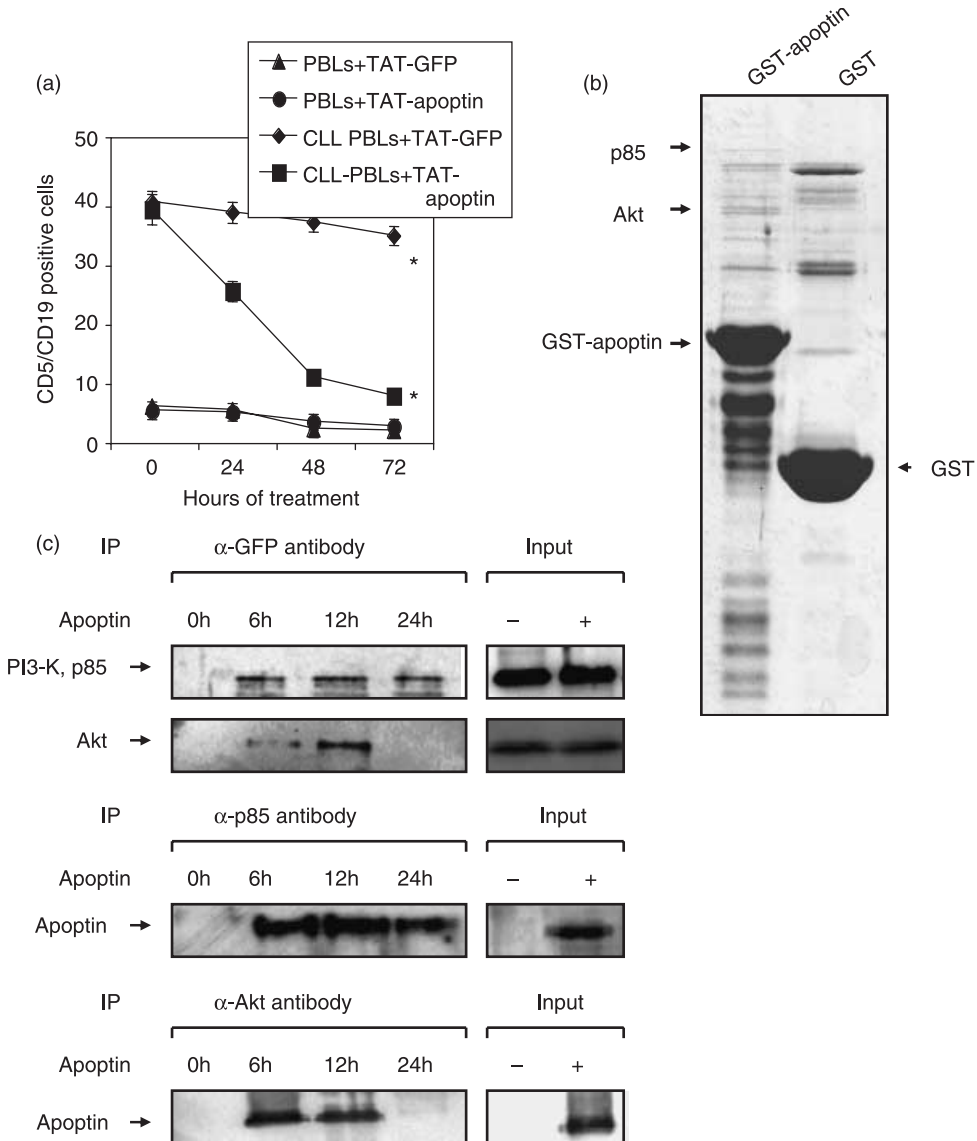 (a)
PBLs+TAT-GFP
PBLs+TAT-apoptin
CLL PBLs+TAT-GFP
CLL-PBLs+TAT-
apoptin
CD5/CD19 positive cells
50
40
30
20
10
0
*
*
0 24 48 72
Hours of treatment
(b)
GST-apoptin
GST
p85
Akt
GST-apoptin
GST
(c)
IP α-GFP antibody Input
Apoptin 0h 6h 12h 24h – +
PI3-K, p85
Akt
IP α-p85 antibody Input
Apoptin 0h 6h 12h 24h – +
Apoptin
IP α-Akt antibody Input
Apoptin 0h 6h 12h 24h – +
Apoptin